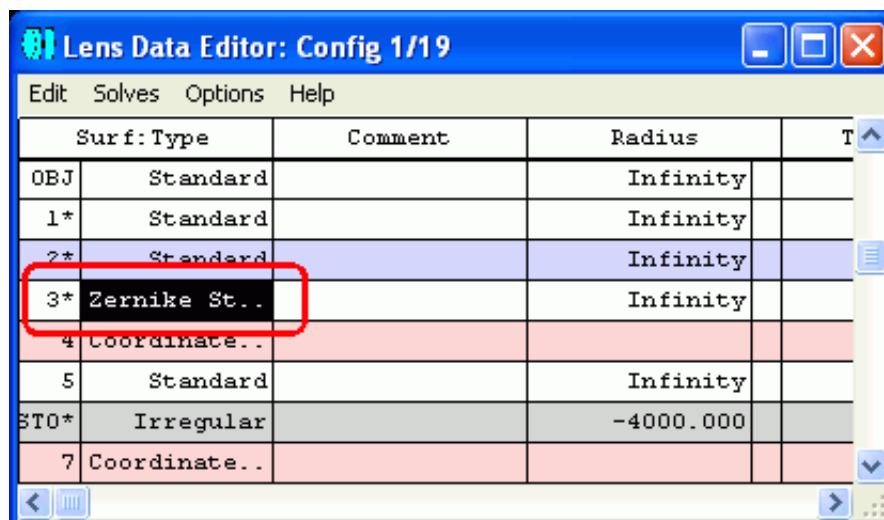 Lens Data Editor: Config 1/19
Edit Solves Options Help
Surf:Type Comment Radius T
OBJ Standard Infinity
1* Standard Infinity
2* Standard Infinity
3* Zernike St.. Infinity
4 Coordinate..
5 Standard Infinity
STO* Irregular -4000.000
7 Coordinate..